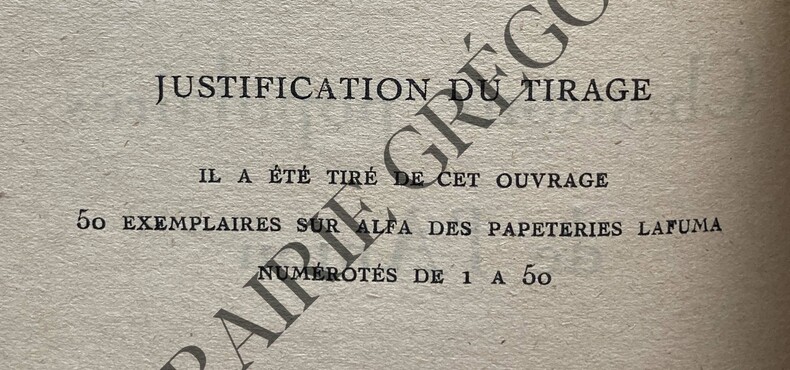 JUSTIFICATION DU TIRAGE
IL A ÉTÉ TIRÉ DE CET OUVRAGE
50 EXEMPLAIRES SUR ALFA DES PAPETERIES LAFUMA
NUMÉROTÉS DE 1 A 50